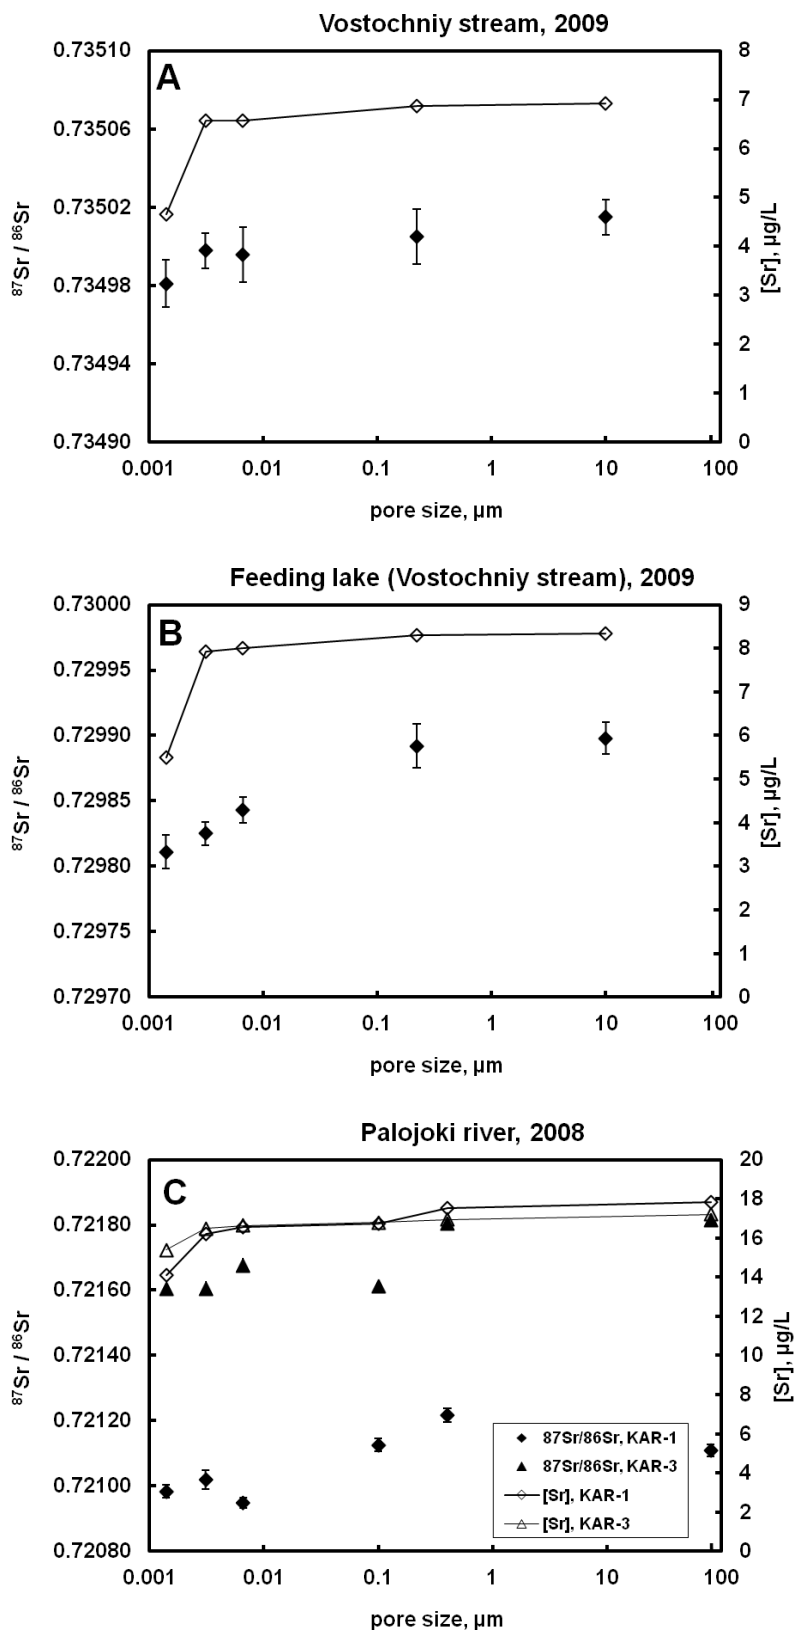 Vostochniy stream, 2009
A
0.73510
0.73506
0.73502
0.73498
0.73494
0.73490
87Sr / 86Sr
8
7
6
5
4
3
2
1
0
[Sr], µg/L
0.001 0.01 0.1 1 10 100
pore size, µm
Feeding lake (Vostochniy stream), 2009
B
0.73000
0.72995
0.72990
0.72985
0.72980
0.72975
0.72970
87Sr / 86Sr
9
8
7
6
5
4
3
2
1
0
[Sr], µg/L
0.001 0.01 0.1 1 10 100
pore size, µm
Palojoki river, 2008
C
0.72200
0.72180
0.72160
0.72140
0.72120
0.72100
0.72080
87Sr / 86Sr
20
18
16
14
12
10
8
6
4
2
0
[Sr], µg/L
87Sr/86Sr, KAR-1
87Sr/86Sr, KAR-3
[Sr], KAR-1
[Sr], KAR-3
0.001 0.01 0.1 1 10 100
pore size, µm